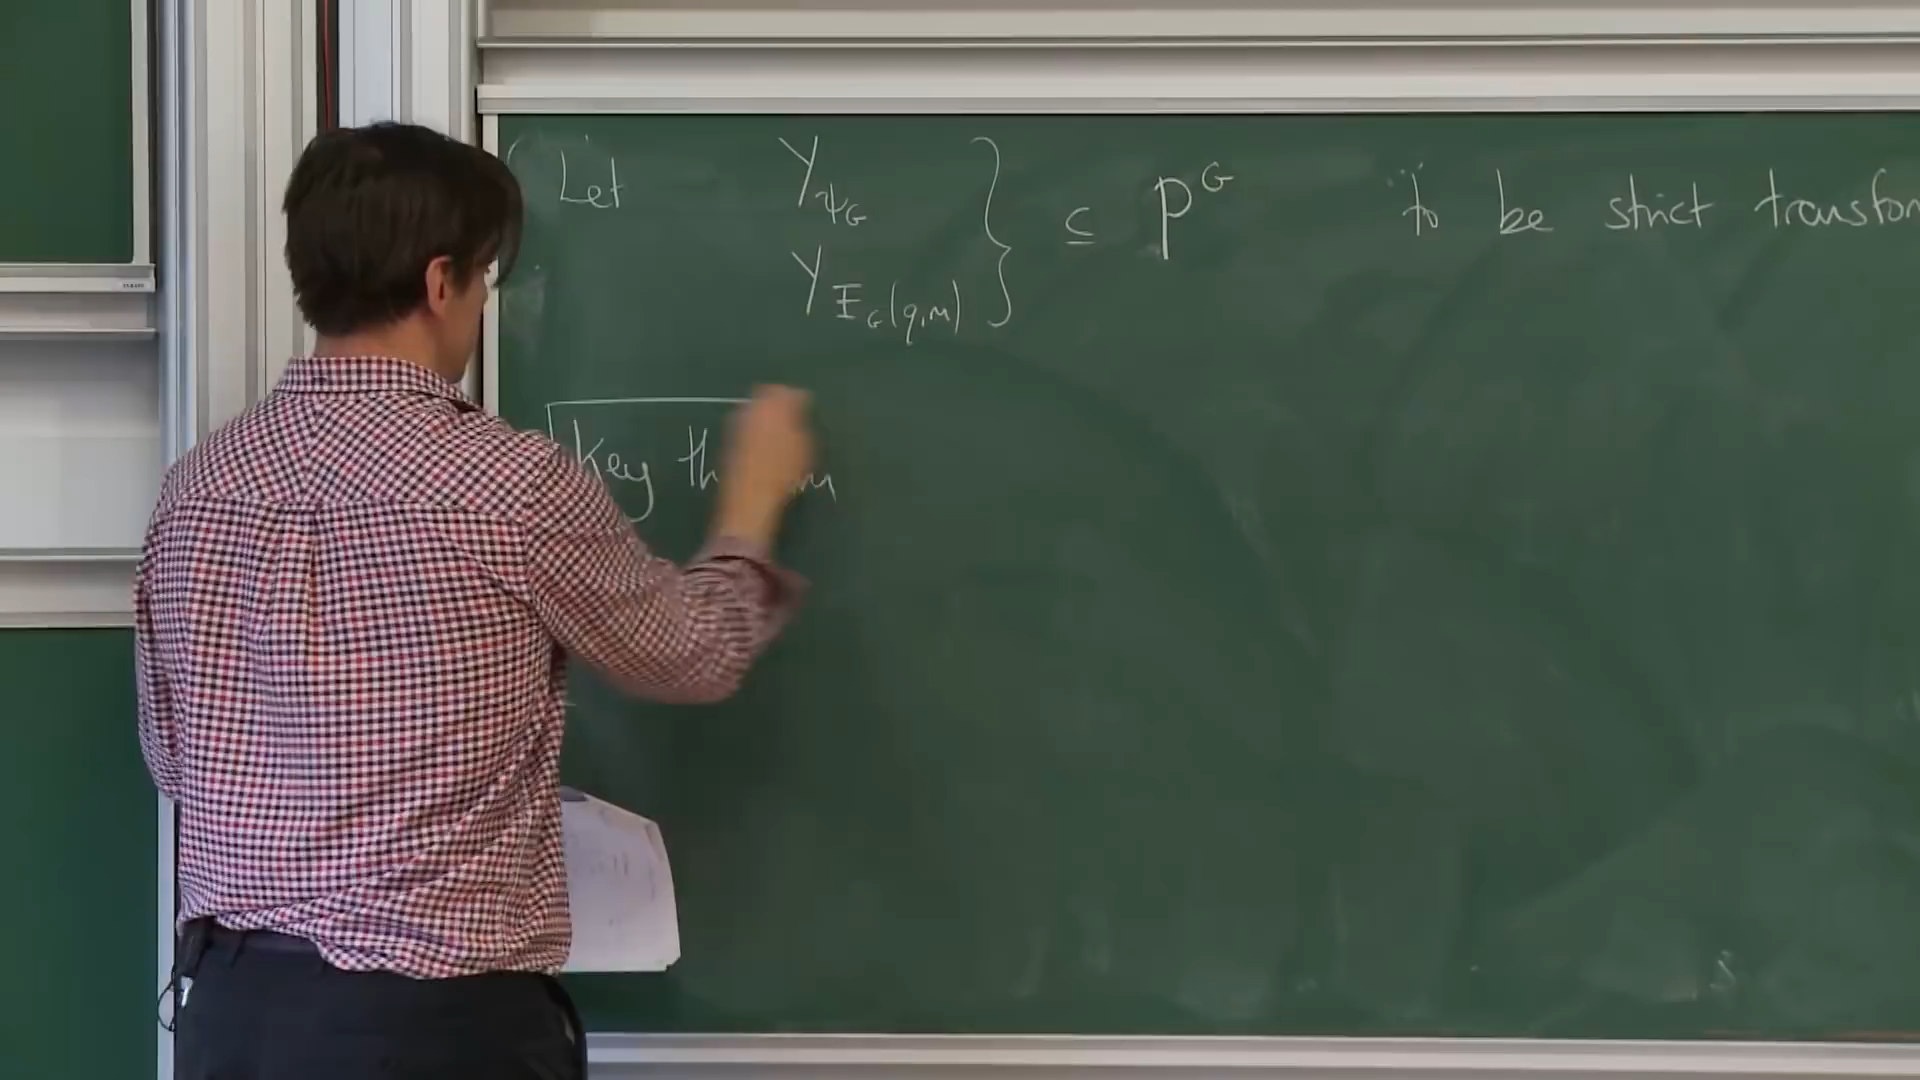 Let Y_{ψ_G} } ⊆ P^G to be strict transfor
Y_{Ξ_G(q,m)}
Key th